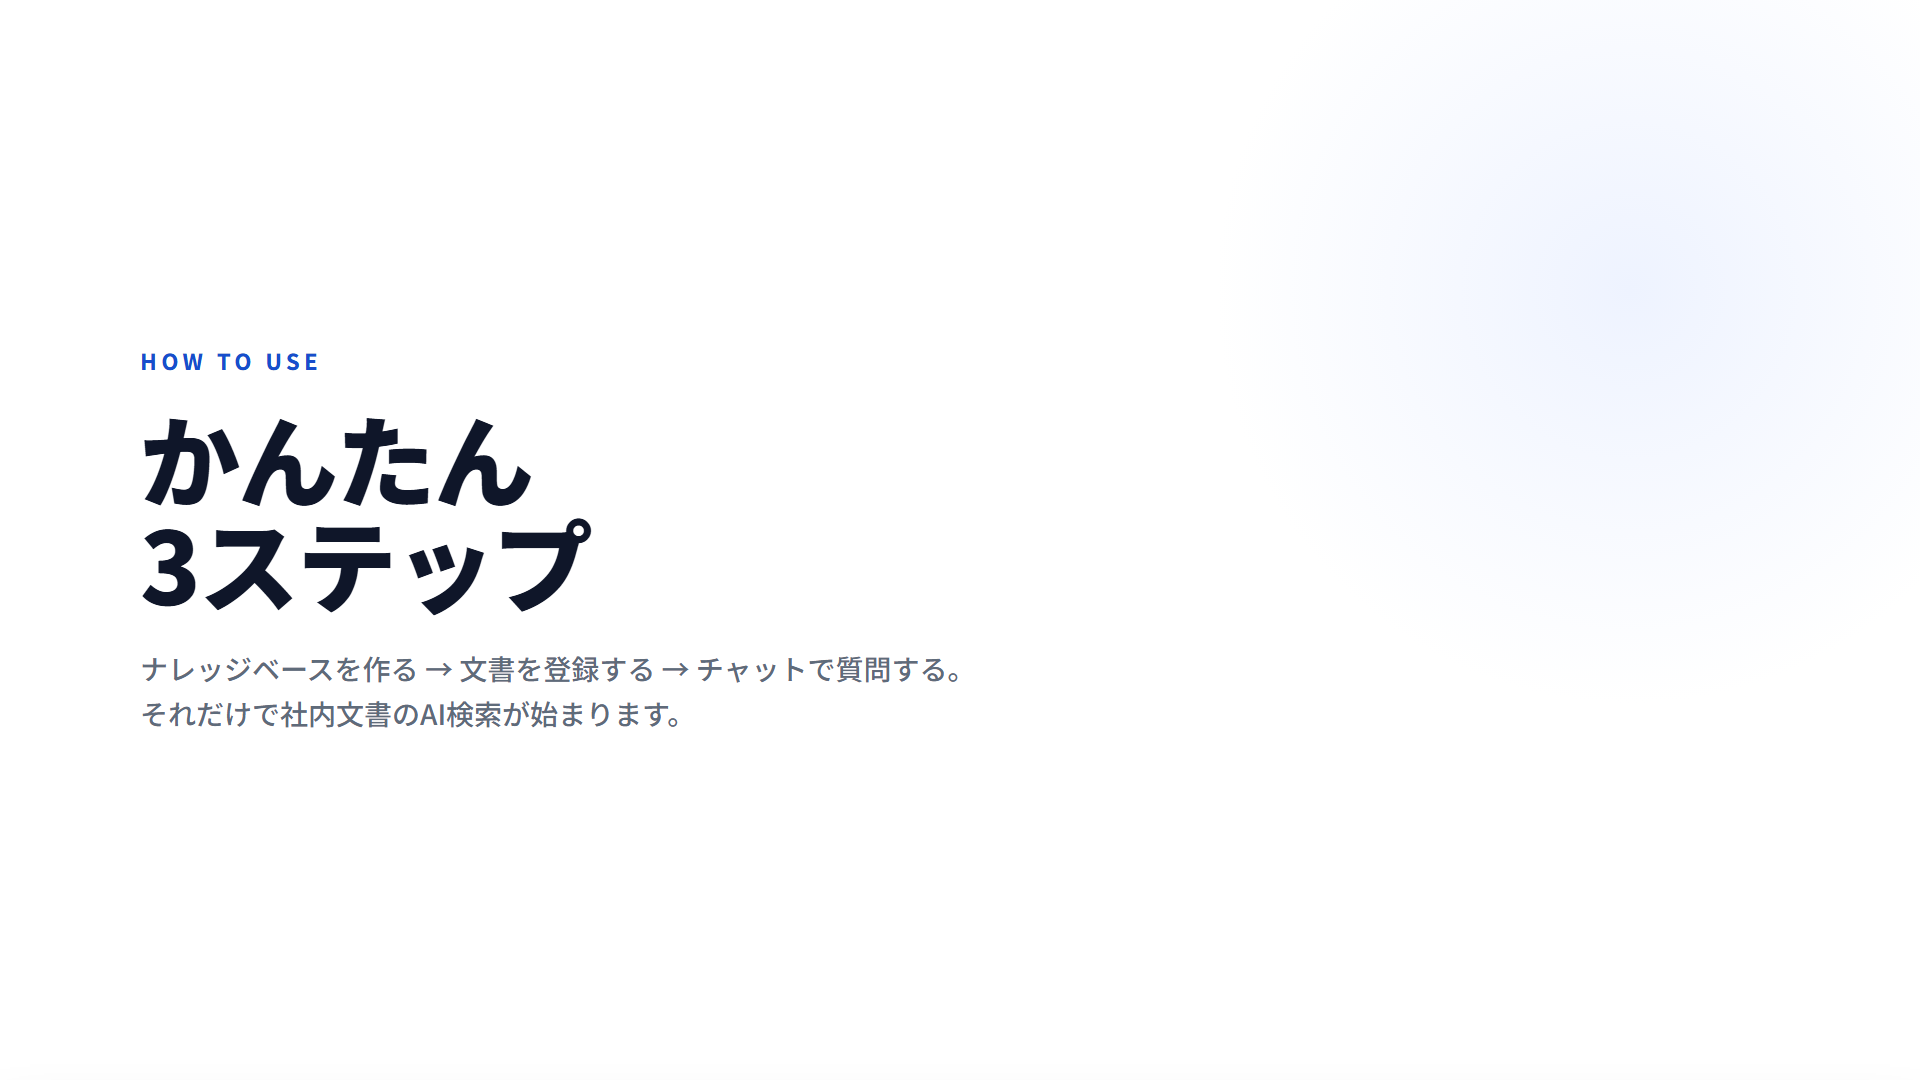 HOW TO USE
かんたん
3ステップ
ナレッジベースを作る → 文書を登録する → チャットで質問する。
それだけで社内文書のAI検索が始まります。